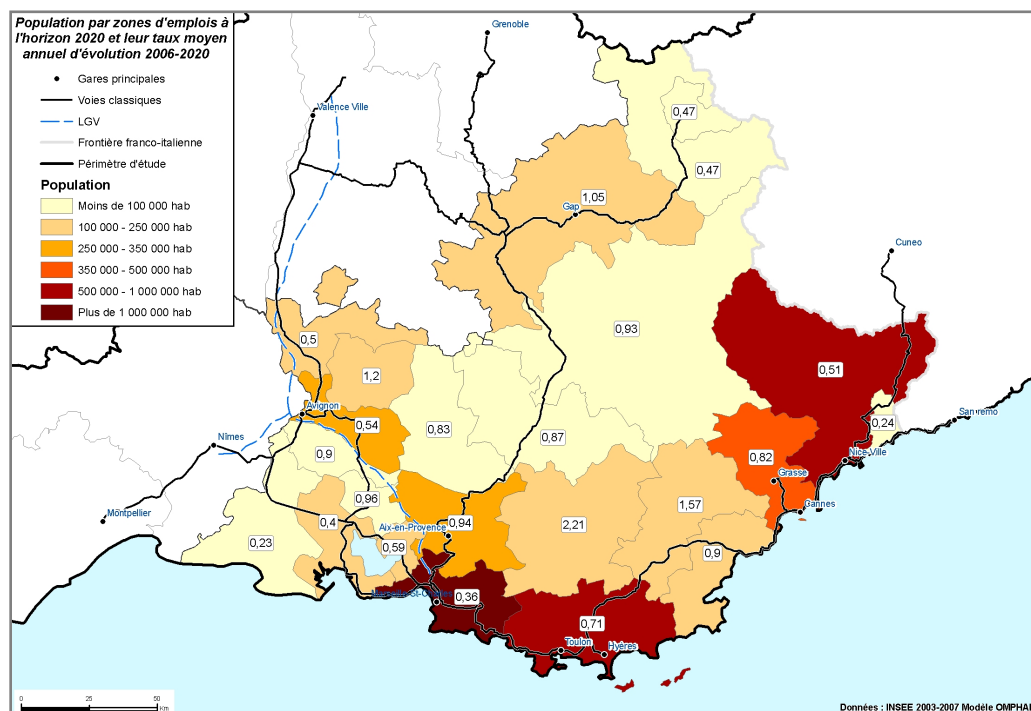 Population par zones d'emplois à
l'horizon 2020 et leur taux moyen
annuel d'évolution 2006-2020
Gares principales
Voies classiques
LGV
Frontière franco-italienne
Périmètre d'étude
Population
Moins de 100 000 hab
100 000 - 250 000 hab
250 000 - 350 000 hab
350 000 - 500 000 hab
500 000 - 1 000 000 hab
Plus de 1 000 000 hab
Grenoble
Valence Ville
0,47
0,47
1,05
Gap
Cuneo
0,93
0,5
1,2
0,51
Avignon
0,54
0,83
0,87
0,24
San remo
Nîmes
0,9
0,82
Nice-Ville
Grasse
0,96
Cannes
Montpellier
0,4
Aix-en-Provence
0,94
2,21
1,57
0,23
0,59
0,9
0,36
0,71
Toulon
Hyères
0
25
50
Km
Données : INSEE 2003-2007 Modèle OMPHA